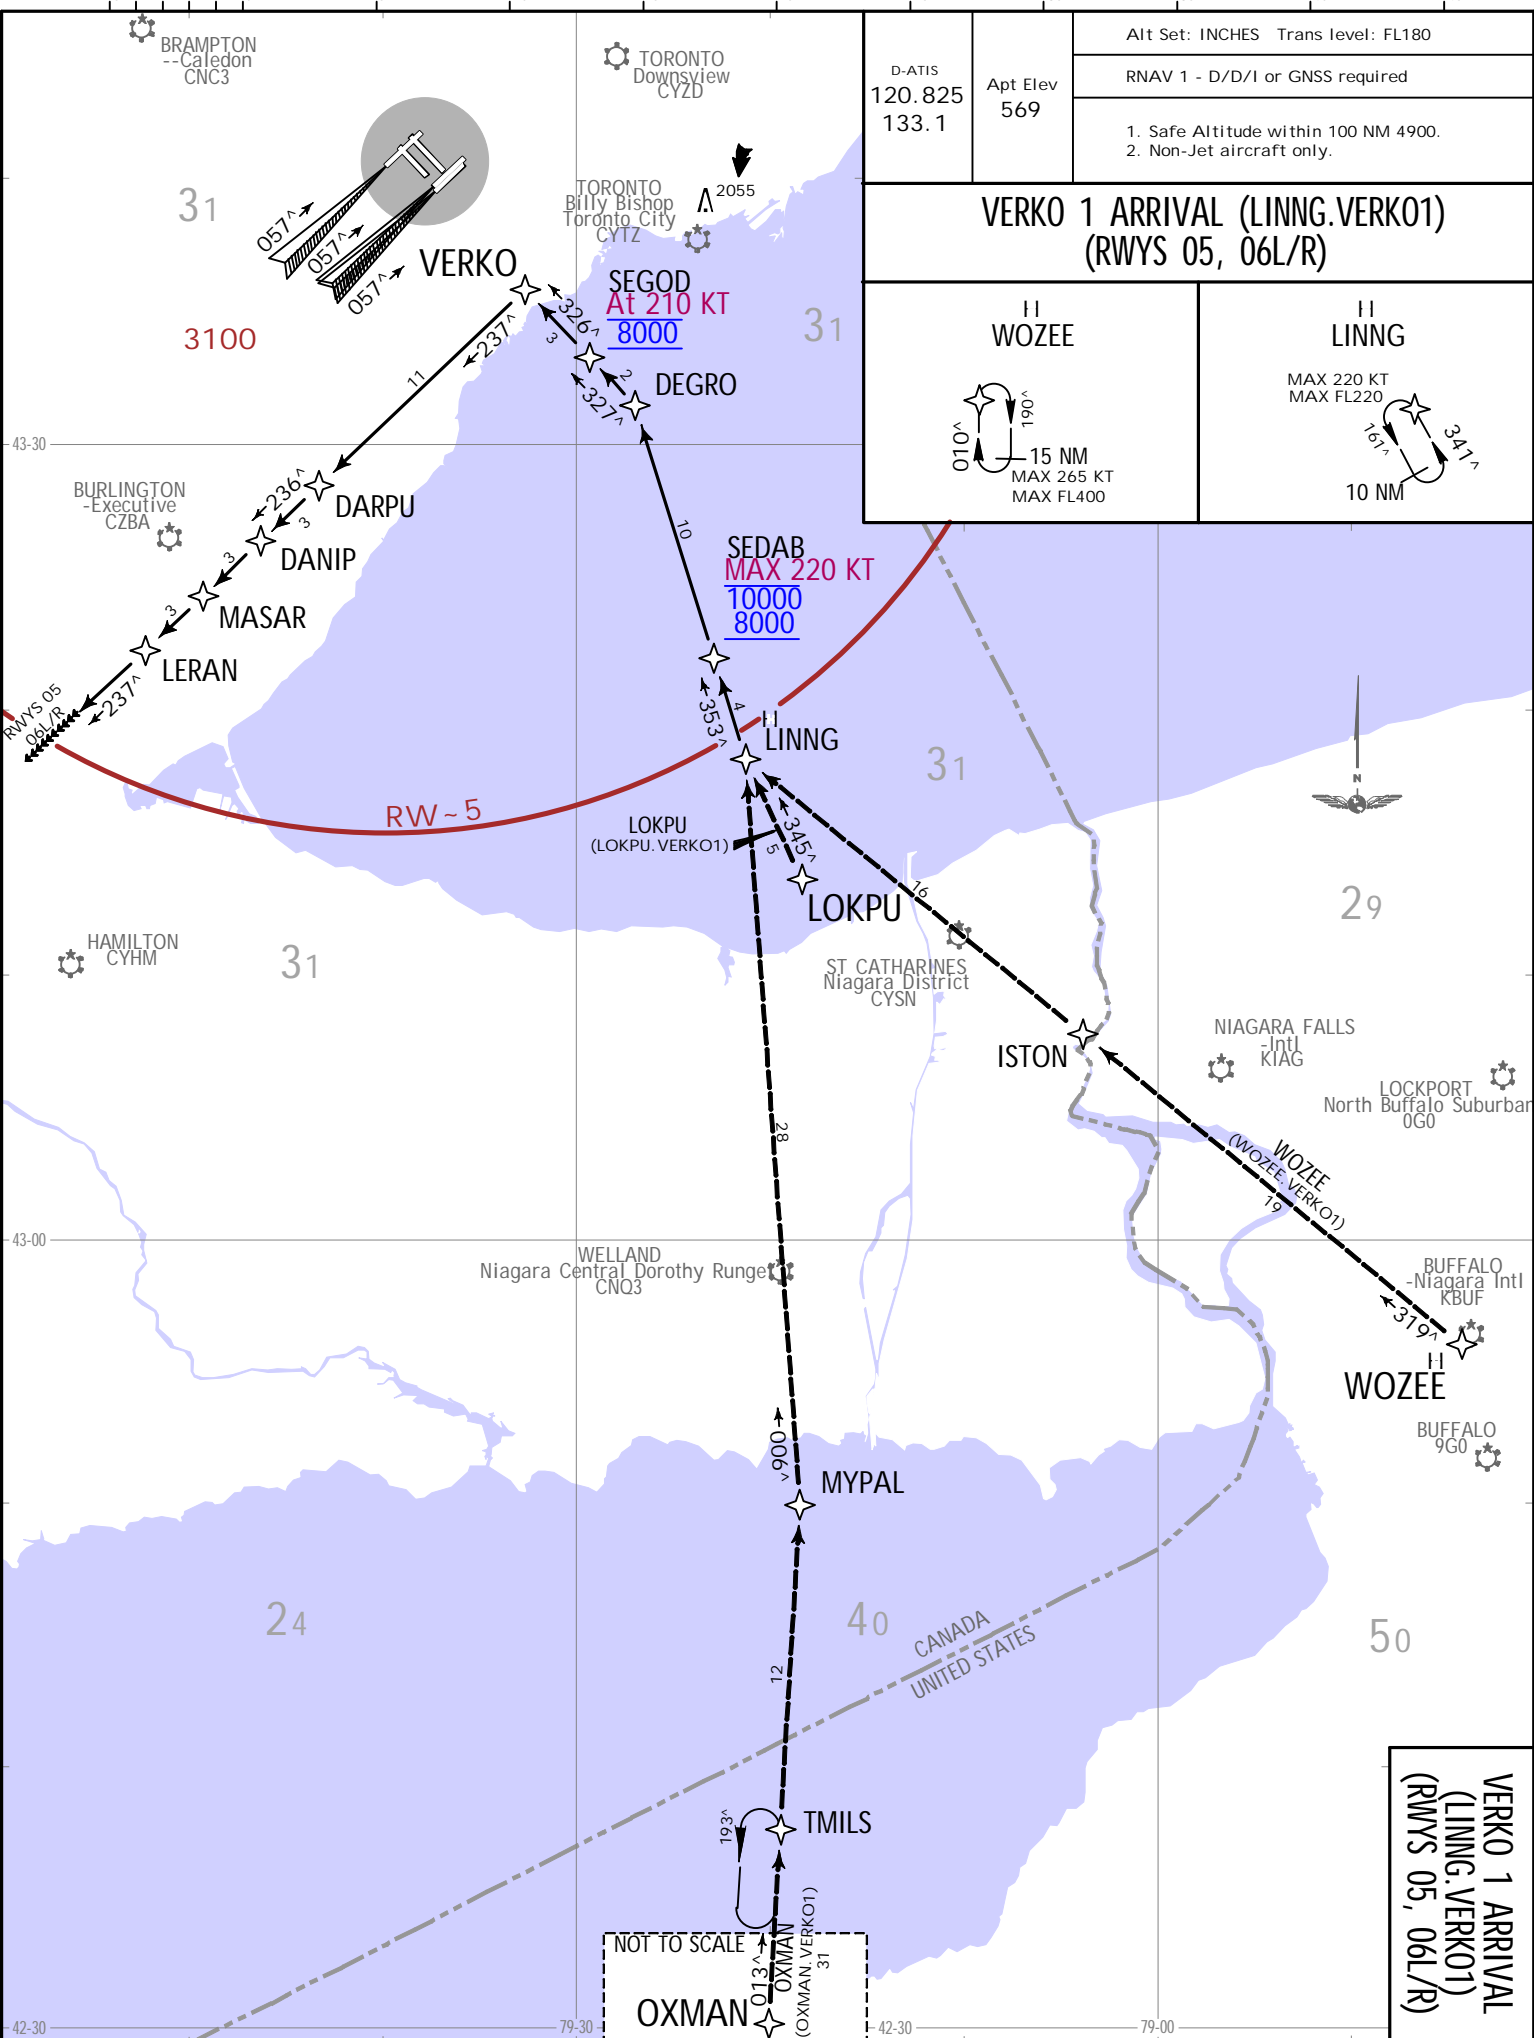 BRAMPTON
--Caledon
CNC3
TORONTO
Downsview
CYZD
D-ATIS
120.825
133.1
Apt Elev
569
Alt Set: INCHES Trans level: FL180
RNAV 1 - D/D/I or GNSS required
1. Safe Altitude within 100 NM 4900.
2. Non-Jet aircraft only.
VERKO 1 ARRIVAL (LINNG.VERKO1)
(RWYS 05, 06L/R)
WOZEE
010^
190^
15 NM
MAX 265 KT
MAX FL400
LINNG
MAX 220 KT
MAX FL220
161^
341^
10 NM
31
057^
057^
057^
TORONTO
Billy Bishop
Toronto City
CYTZ
2055
VERKO
SEGOD
At 210 KT
8000
31
3100
326^
3
237^
11
327^
2
DEGRO
43-30
BURLINGTON
-Executive
CZBA
236^
3
DARPU
3
DANIP
3
MASAR
LERAN
237^
RWYS 05
06L/R
10
SEDAB
MAX 220 KT
10000
8000
4
353^
LINNG
31
RW~5
LOKPU
(LOKPU.VERKO1)
345^
5
LOKPU
16
29
HAMILTON
CYHM
31
ST CATHARINES
Niagara District
CYSN
N
ISTON
NIAGARA FALLS
-Intl
KIAG
LOCKPORT
North Buffalo Suburban
0G0
28
WOZEE
(WOZEE.VERKO1)
19
43-00
WELLAND
Niagara Central Dorothy Runge
CNQ3
BUFFALO
-Niagara Intl
KBUF
319^
WOZEE
BUFFALO
9G0
006^
MYPAL
24
40
50
CANADA
UNITED STATES
12
193^
TMILS
NOT TO SCALE
013^
OXMAN
(OXMAN.VERKO1)
31
OXMAN
VERKO 1 ARRIVAL
(LINNG.VERKO1)
(RWYS 05, 06L/R)
42-30
79-30
42-30
79-00